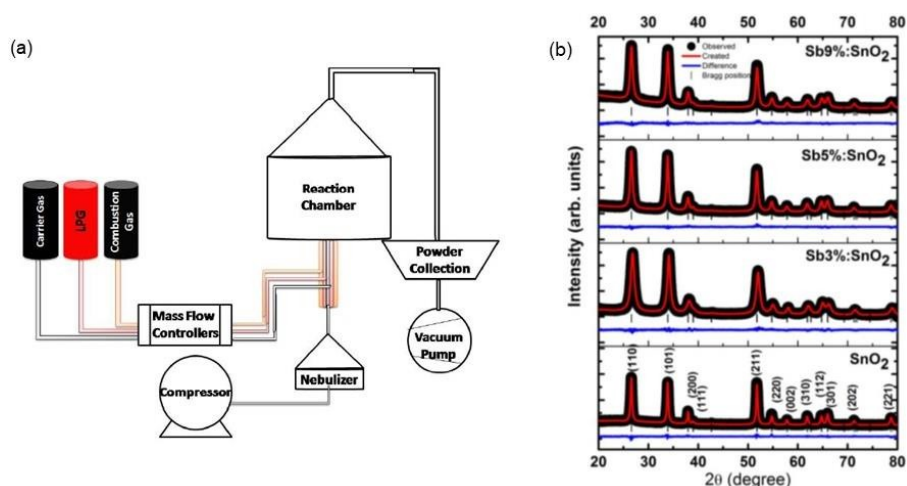 (a)
Carrier Gas
LPG
Combustion
Gas
Mass Flow
Controllers
Compressor
Nebulizer
Reaction
Chamber
Powder
Collection
Vacuum
Pump
(b)
20 30 40 50 60 70 80
Observed
Created
Difference
Bragg position
Sb9%:SnO₂
Sb5%:SnO₂
Sb3%:SnO₂
SnO₂
(110)
(101)
(200)
(111)
(211)
(220)
(002)
(310)
(112)
(301)
(202)
(221)
Intensity (arb. units)
20 30 40 50 60 70 80
2θ (degree)